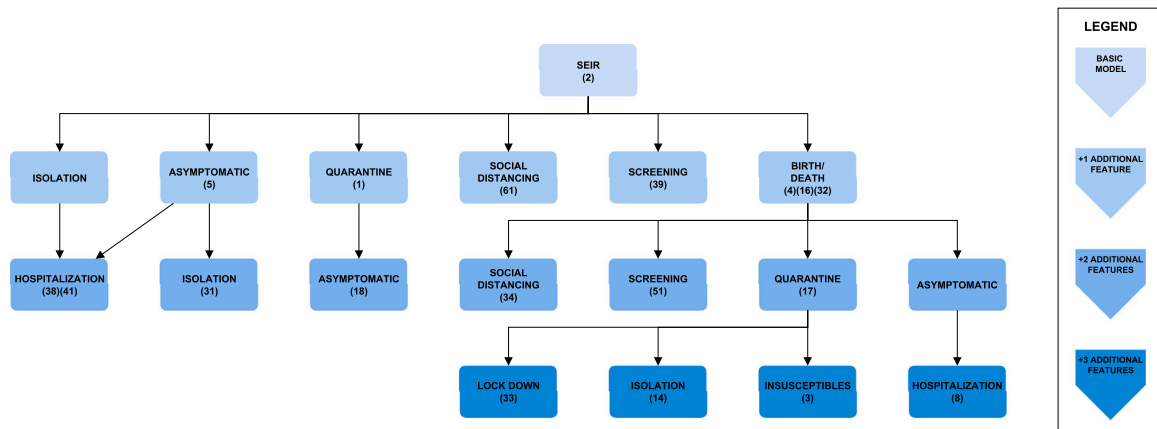 SEIR
(2)
ISOLATION
ASYMPTOMATIC
(5)
QUARANTINE
(1)
SOCIAL
DISTANCING
(61)
SCREENING
(39)
BIRTH/
DEATH
(4)(16)(32)
HOSPITALIZATION
(38)(41)
ISOLATION
(31)
ASYMPTOMATIC
(18)
SOCIAL
DISTANCING
(34)
SCREENING
(51)
QUARANTINE
(17)
ASYMPTOMATIC
LOCK DOWN
(33)
ISOLATION
(14)
INSUSCEPTIBLES
(3)
HOSPITALIZATION
(8)
LEGEND
BASIC
MODEL
+1 ADDITIONAL
FEATURE
+2 ADDITIONAL
FEATURES
+3 ADDITIONAL
FEATURES